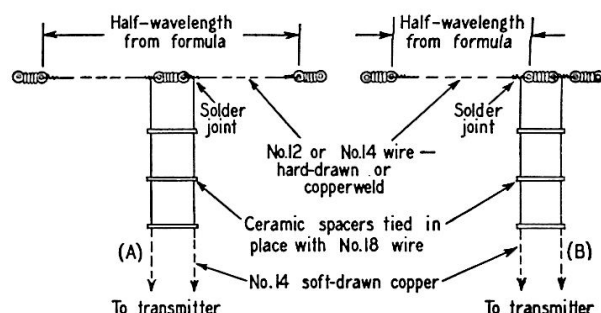 Half-wavelength
from formula
Half-wavelength
from formula
Solder
joint
Solder
joint
No.12 or No.14 wire —
hard-drawn or
copperweld
Ceramic spacers tied in
place with No.18 wire
(A)
(B)
No.14 soft-drawn copper
To transmitter
To transmitter